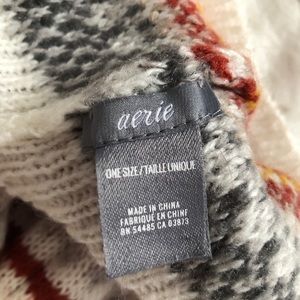 aerie
ONE SIZE/TAILLE UNIQUE
MADE IN CHINA
FABRIQUÉ EN CHINE
RN 54485 CA 03873